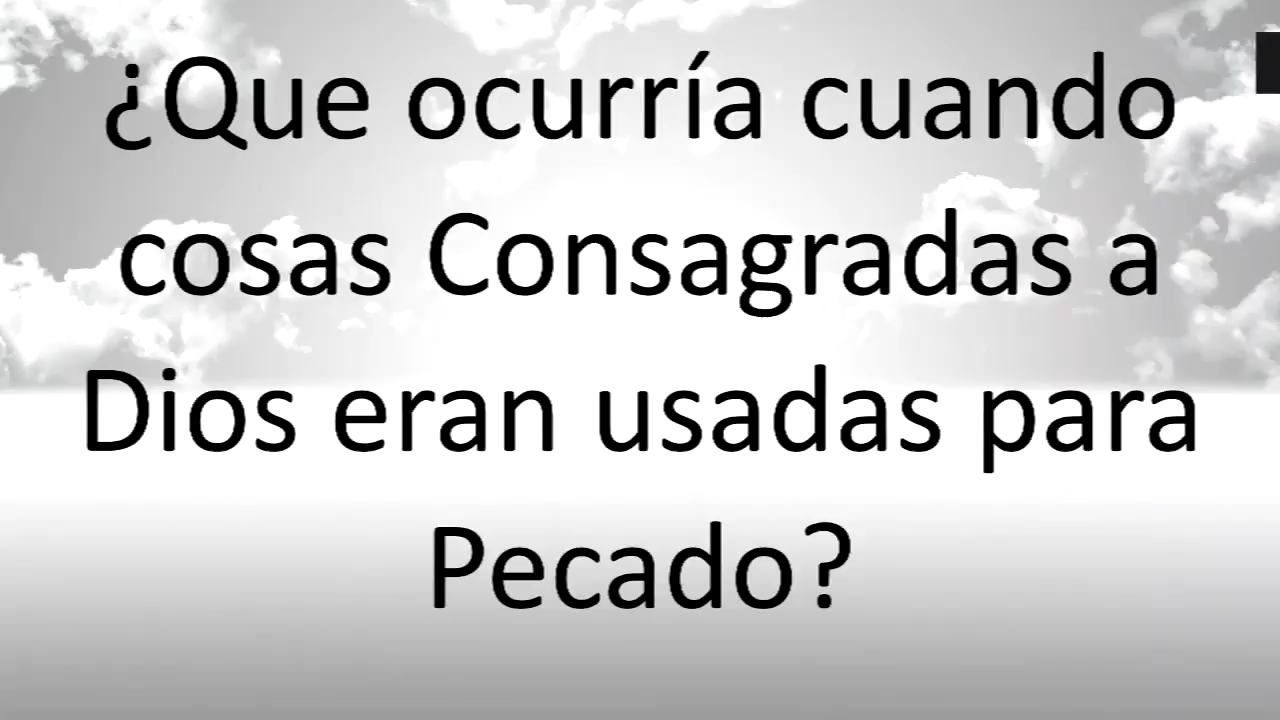 ¿Que ocurría cuando
cosas Consagradas a
Dios eran usadas para
Pecado?